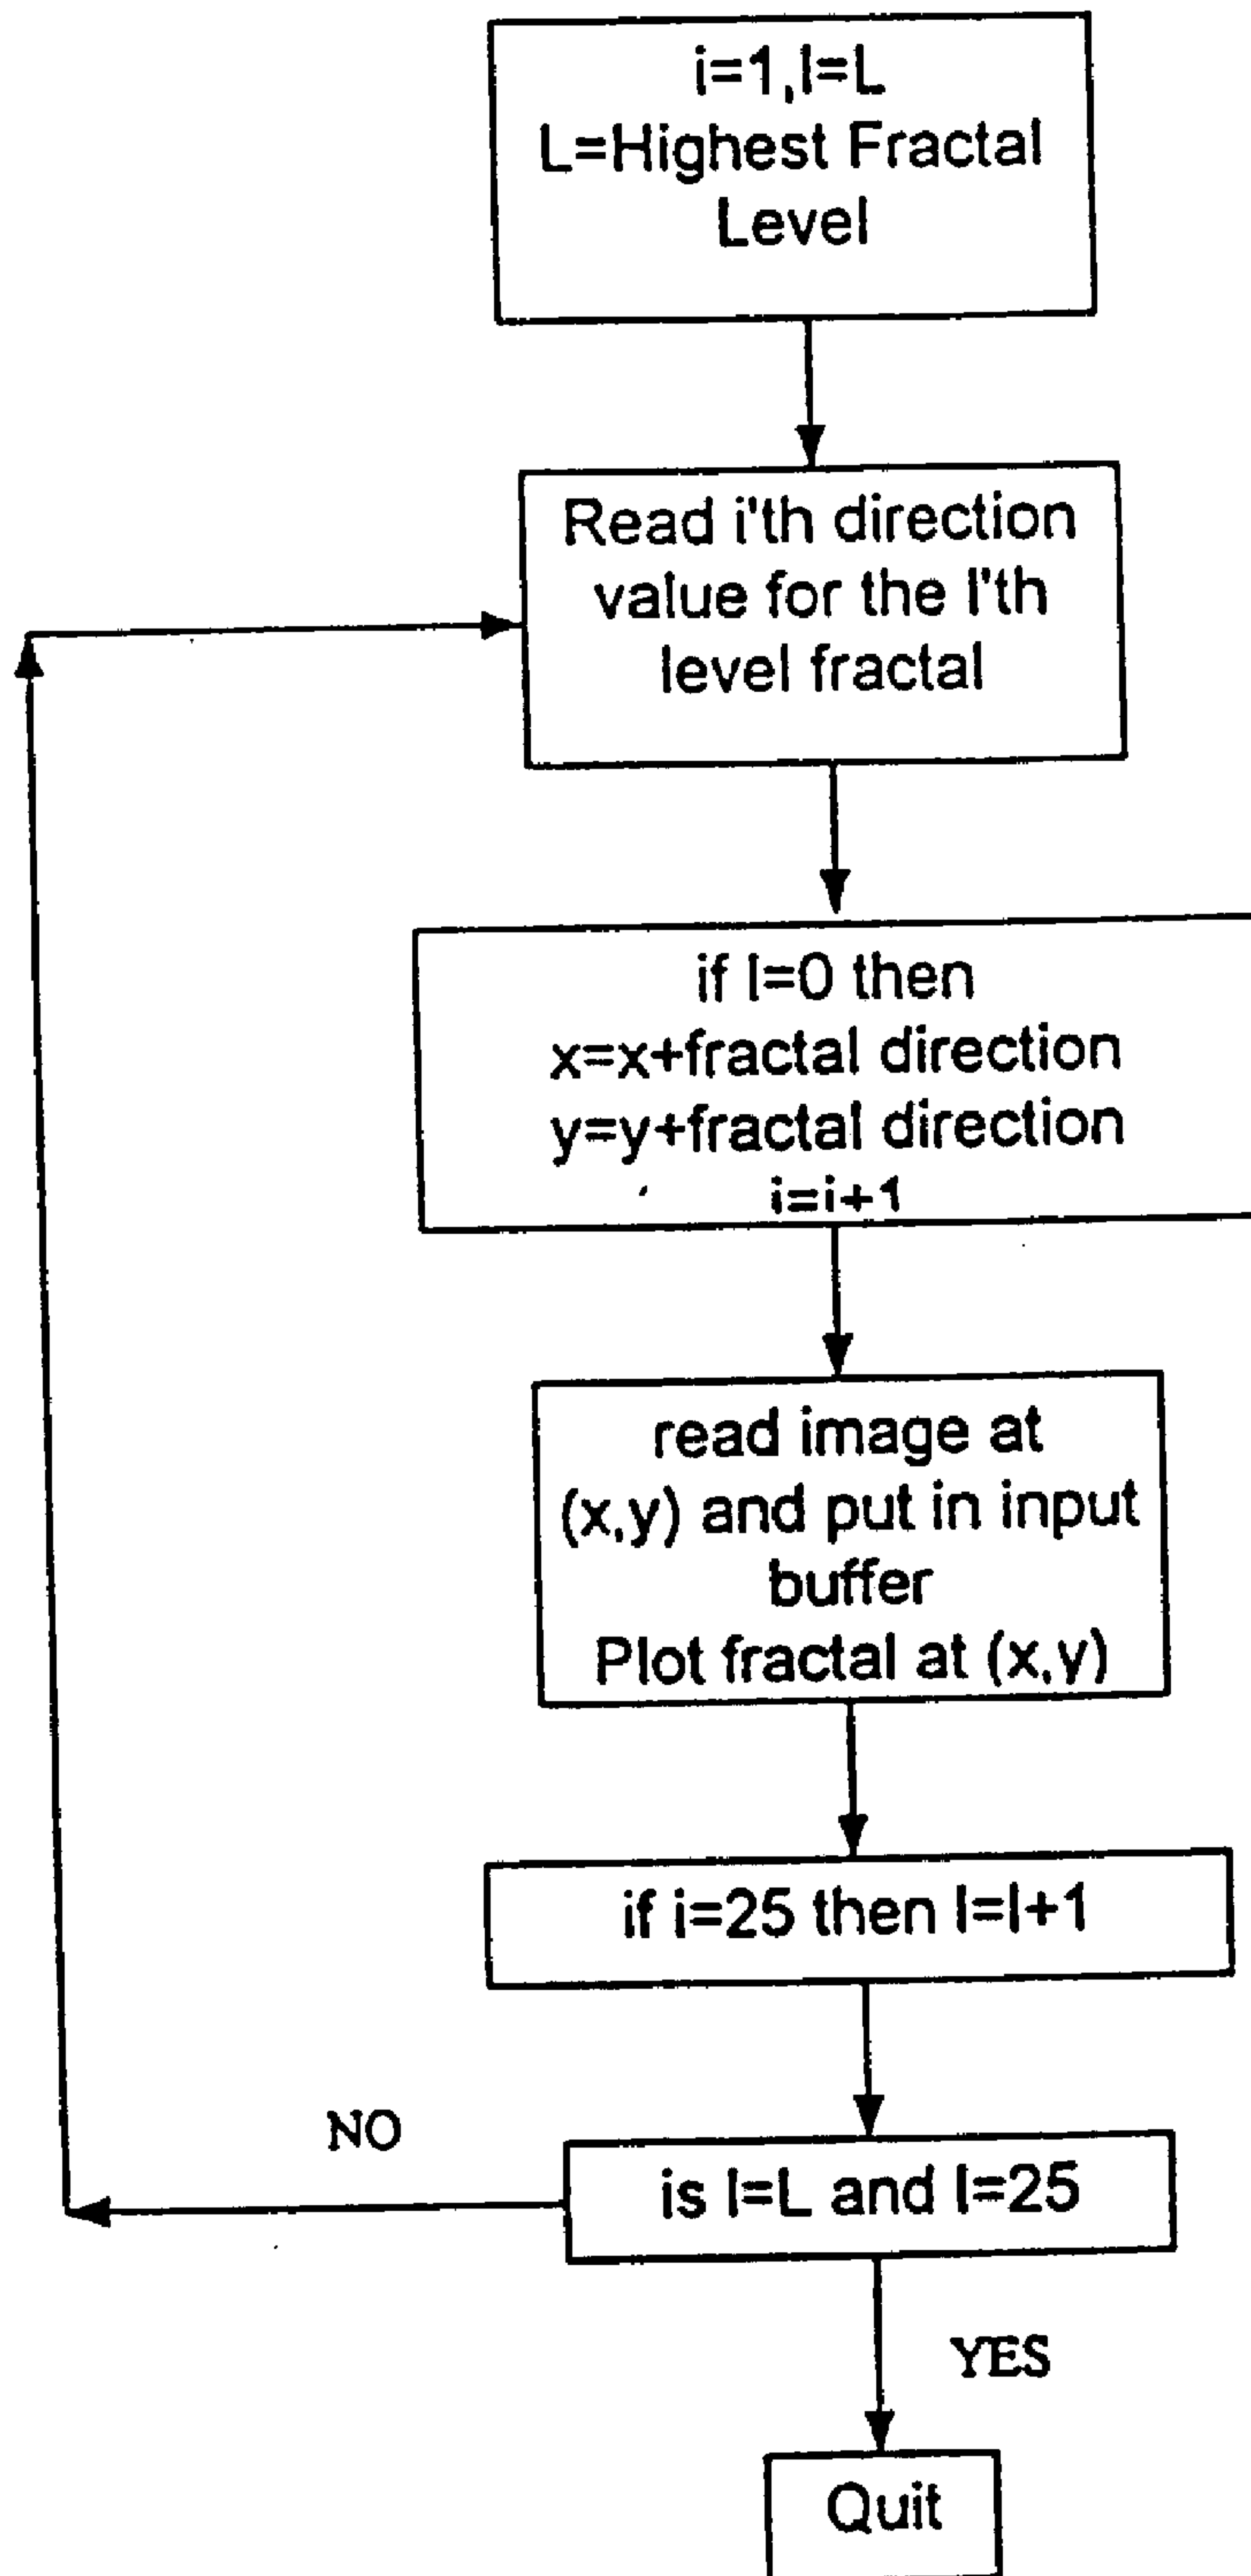 i=1,l=L
L=Highest Fractal
Level
Read i'th direction
value for the l'th
level fractal
if l=0 then
x=x+fractal direction
y=y+fractal direction
i=i+1
read image at
(x,y) and put in input
buffer
Plot fractal at (x,y)
if i=25 then l=l+1
NO
is l=L and l=25
YES
Quit